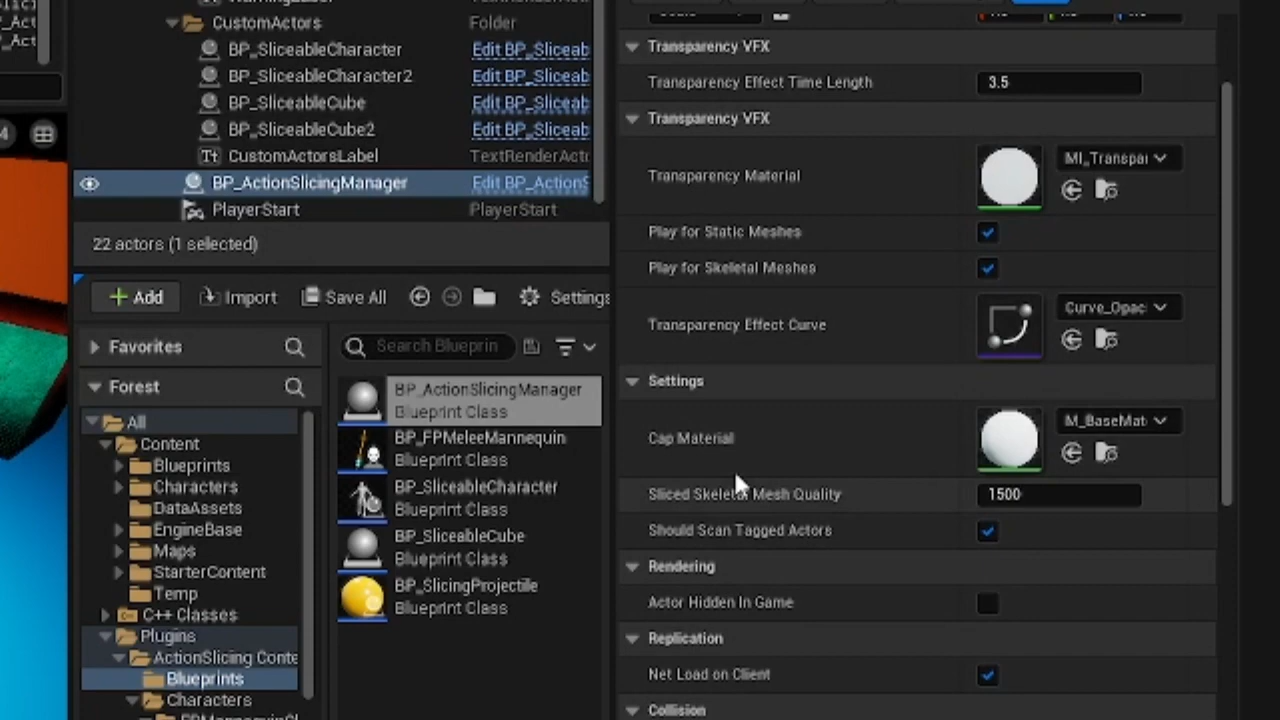 CustomActors Folder
BP_SliceableCharacter Edit BP_Sliceab
BP_SliceableCharacter2 Edit BP_Sliceab
BP_SliceableCube Edit BP_Sliceab
BP_SliceableCube2 Edit BP_Sliceab
Tt CustomActorsLabel TextRenderActo
BP_ActionSlicingManager Edit BP_ActionS
PlayerStart PlayerStart
22 actors (1 selected)
Add Import Save All Settings
Favorites
Forest
All
Content
Blueprints
Characters
DataAssets
EngineBase
Maps
StarterContent
Temp
C++ Classes
Plugins
ActionSlicing Conte
Blueprints
Characters
Search Blueprin
BP_ActionSlicingManager
Blueprint Class
BP_FPMeleeMannequin
Blueprint Class
BP_SliceableCharacter
Blueprint Class
BP_SliceableCube
Blueprint Class
BP_SlicingProjectile
Blueprint Class
Transparency VFX
Transparency Effect Time Length 3.5
Transparency VFX
Transparency Material MI_Transpar
Play for Static Meshes
Play for Skeletal Meshes
Transparency Effect Curve Curve_Opac
Settings
Cap Material M_BaseMat
Sliced Skeletal Mesh Quality 1500
Should Scan Tagged Actors
Rendering
Actor Hidden In Game
Replication
Net Load on Client
Collision